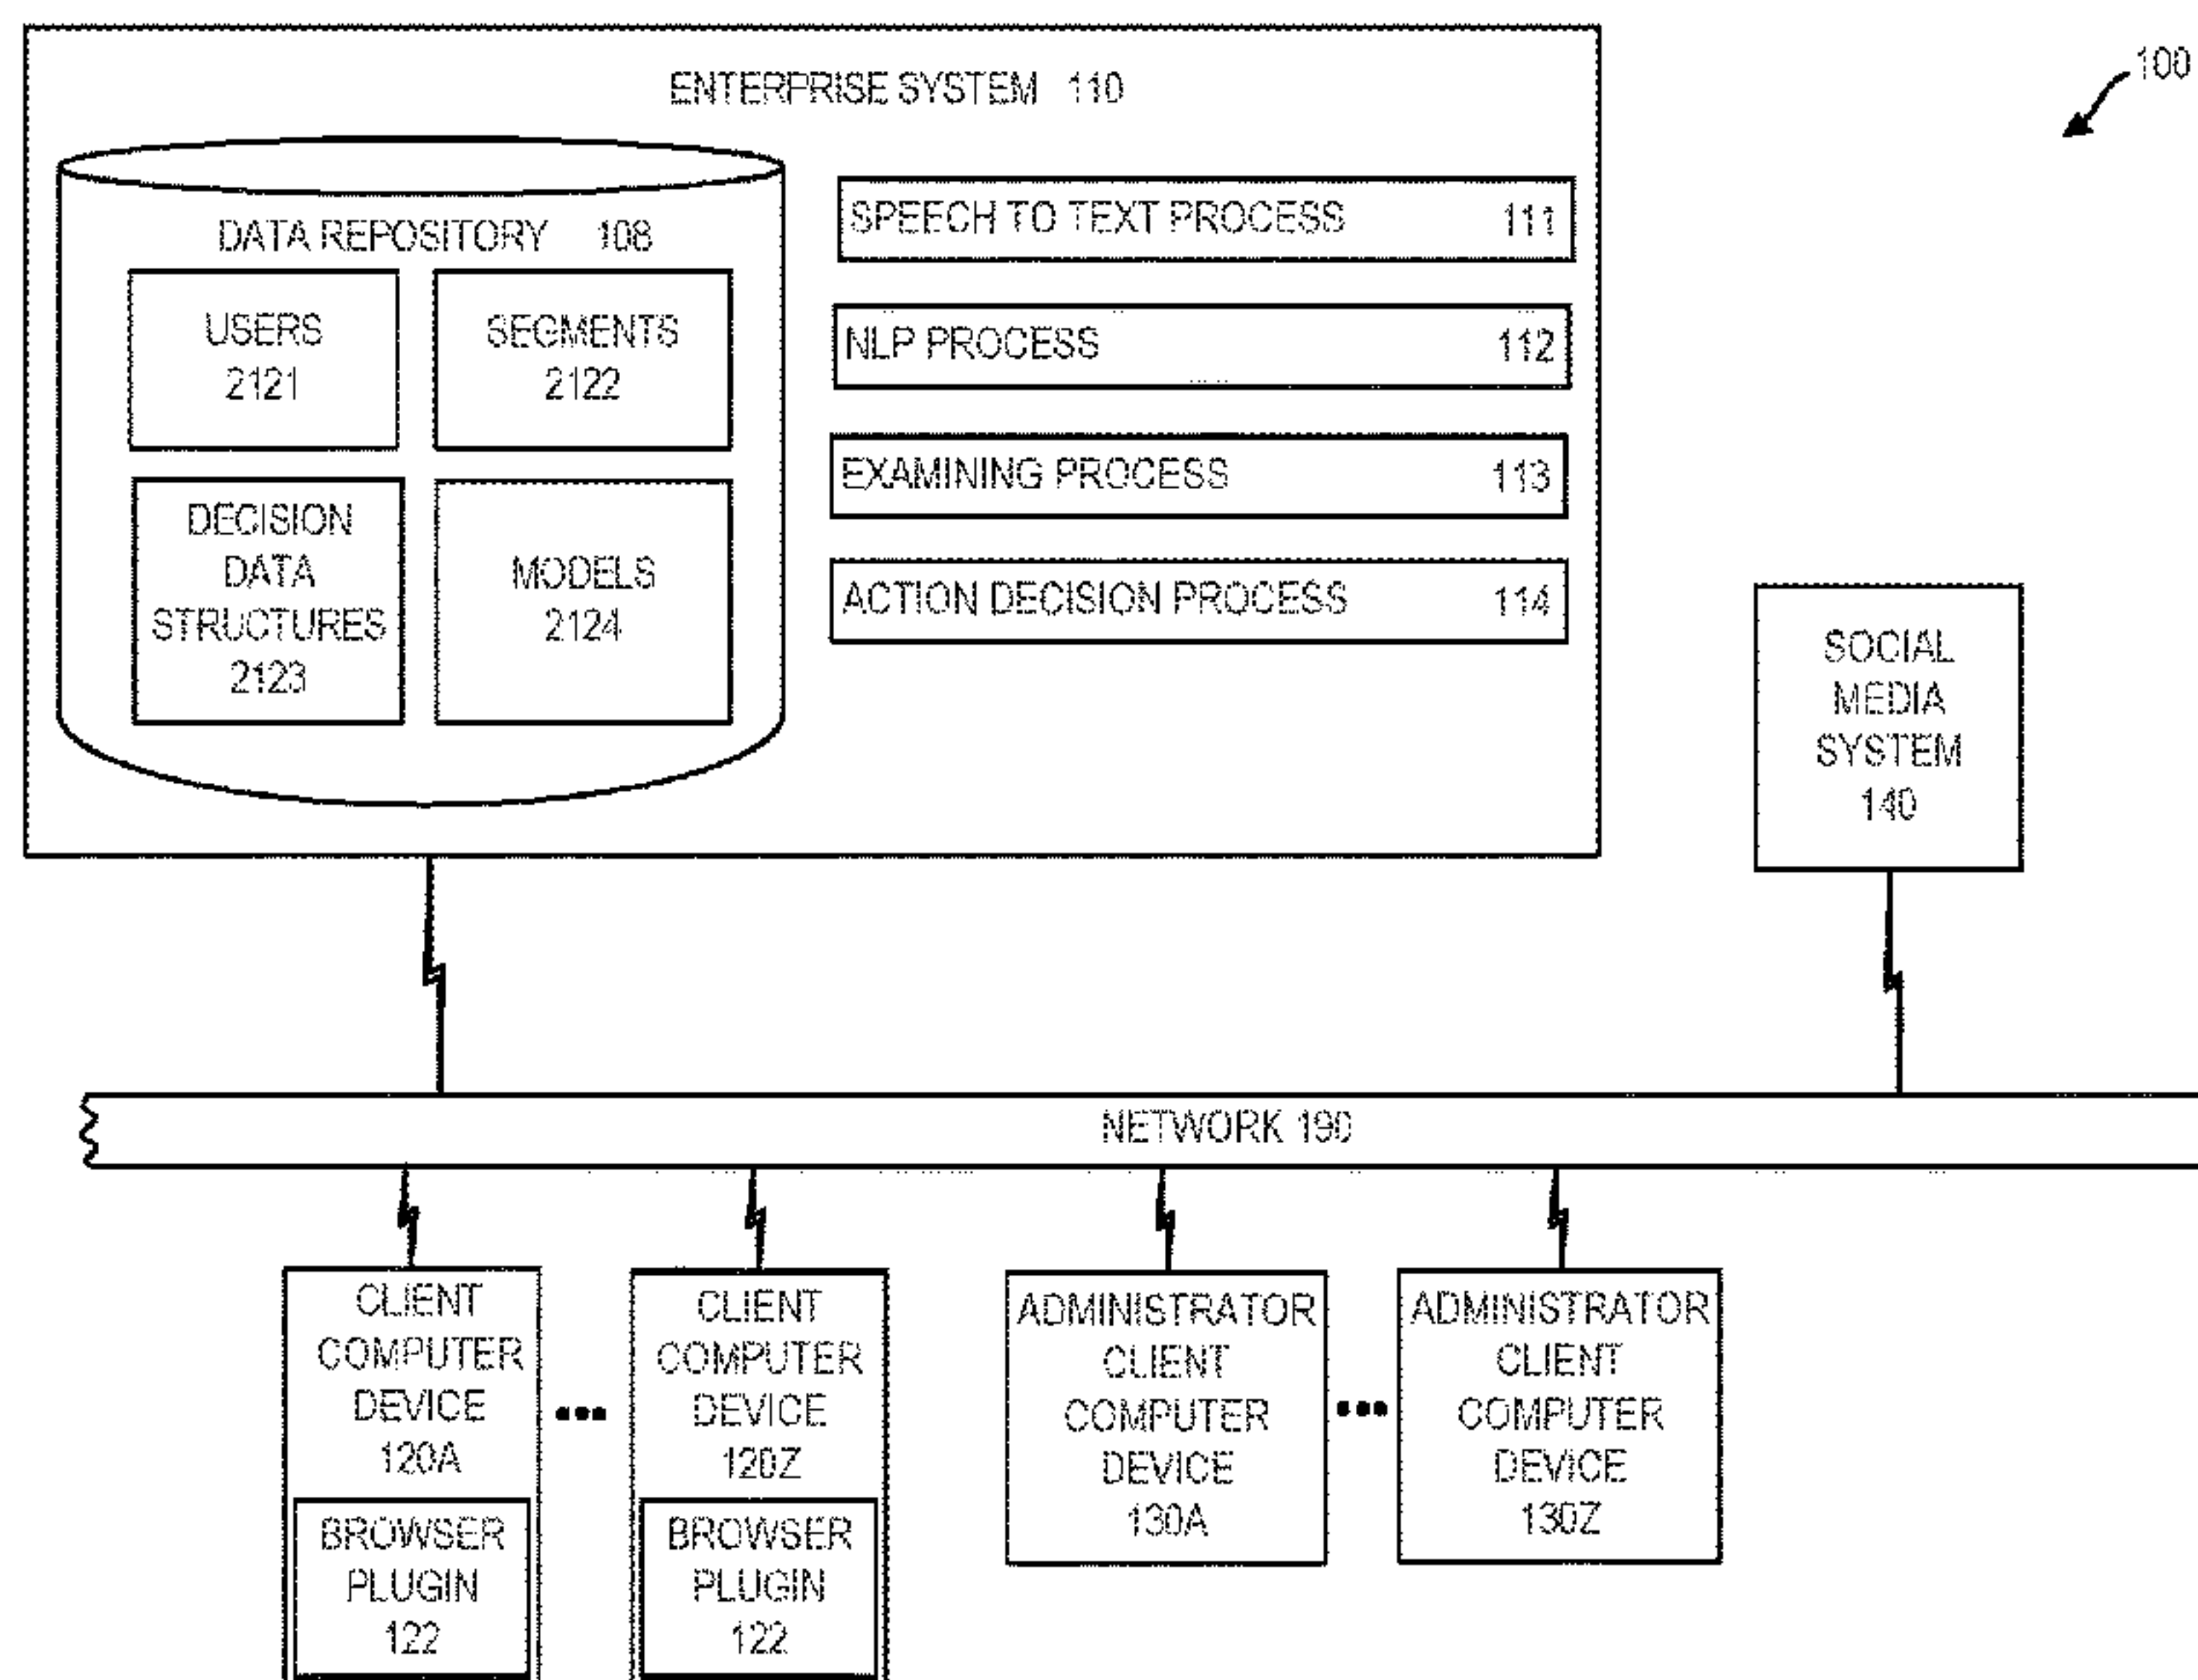 100
ENTERPRISE SYSTEM 110
DATA REPOSITORY 108
USERS
2121
SEGMENTS
2122
DECISION
DATA
STRUCTURES
2123
MODELS
2124
SPEECH TO TEXT PROCESS 111
NLP PROCESS 112
EXAMINING PROCESS 113
ACTION DECISION PROCESS 114
SOCIAL
MEDIA
SYSTEM
140
NETWORK 190
CLIENT
COMPUTER
DEVICE
120A
BROWSER
PLUGIN
122
CLIENT
COMPUTER
DEVICE
120Z
BROWSER
PLUGIN
122
ADMINISTRATOR
CLIENT
COMPUTER
DEVICE
130A
ADMINISTRATOR
CLIENT
COMPUTER
DEVICE
130Z